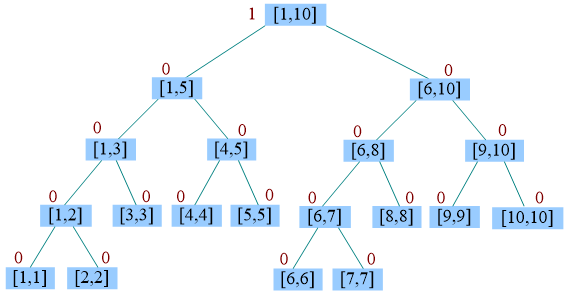 1 [1,10]
0 0
[1,5] [6,10]
0 0 0 0
[1,3] [4,5] [6,8] [9,10]
0 0 0 0 0 0 0 0
[1,2] [3,3] [4,4] [5,5] [6,7] [8,8] [9,9] [10,10]
0 0 0 0
[1,1] [2,2] [6,6] [7,7]